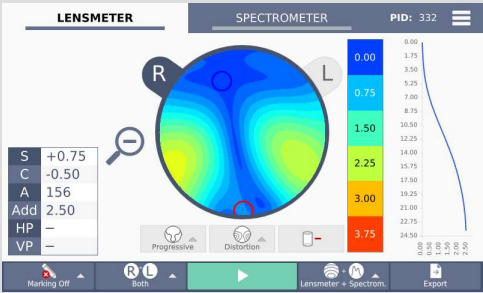 LENSMETER
SPECTROMETER
PID: 332
R
L
0.00
0.75
1.50
2.25
3.00
3.75
0.00
1.75
3.50
5.25
7.00
8.75
10.50
12.25
14.00
15.75
17.50
19.25
21.00
22.75
24.50
0.00
0.50
1.00
1.50
2.00
2.50
S +0.75
C -0.50
A 156
Add 2.50
HP –
VP –
Progressive
Distortion
Marking Off
R L
Both
Lensmeter + Spectrom.
Export